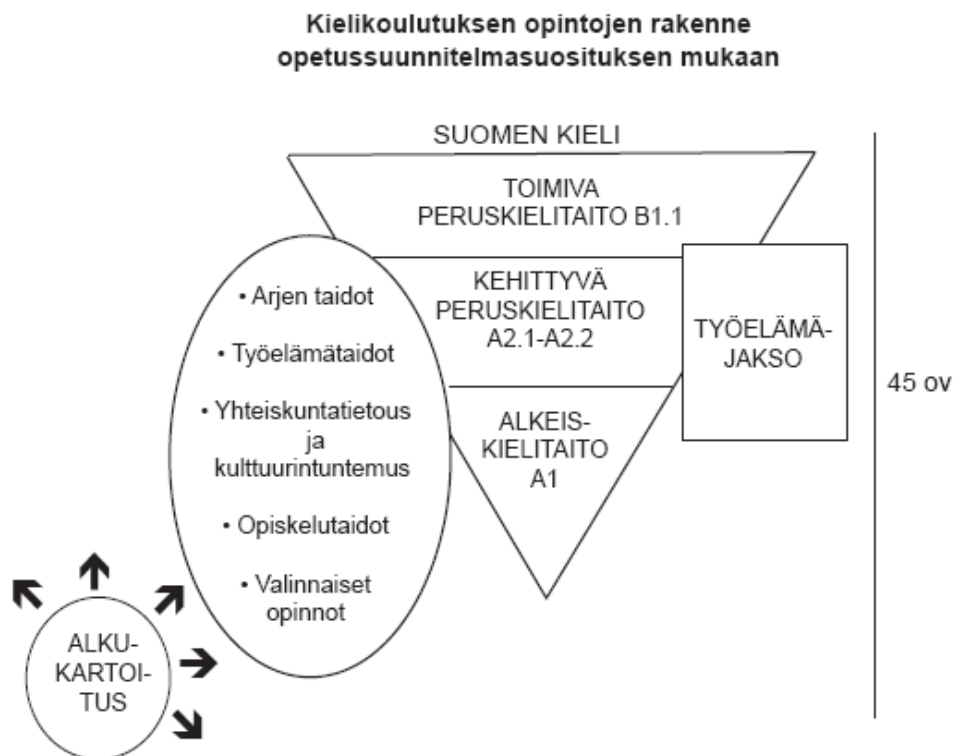 Kielikoulutuksen opintojen rakenne
opetussuunnitelmasuosituksen mukaan
SUOMEN KIELI
TOIMIVA
PERUSKIELITAITO B1.1
KEHITTYVÄ
PERUSKIELITAITO
A2.1-A2.2
ALKEIS-
KIELITAITO
A1
• Arjen taidot
• Työelämätaidot
• Yhteiskuntatietous
ja
kulttuurintuntemus
• Opiskelutaidot
• Valinnaiset
opinnot
TYÖELÄMÄ-
JAKSO
45 ov
ALKU-
KARTOI-
TUS